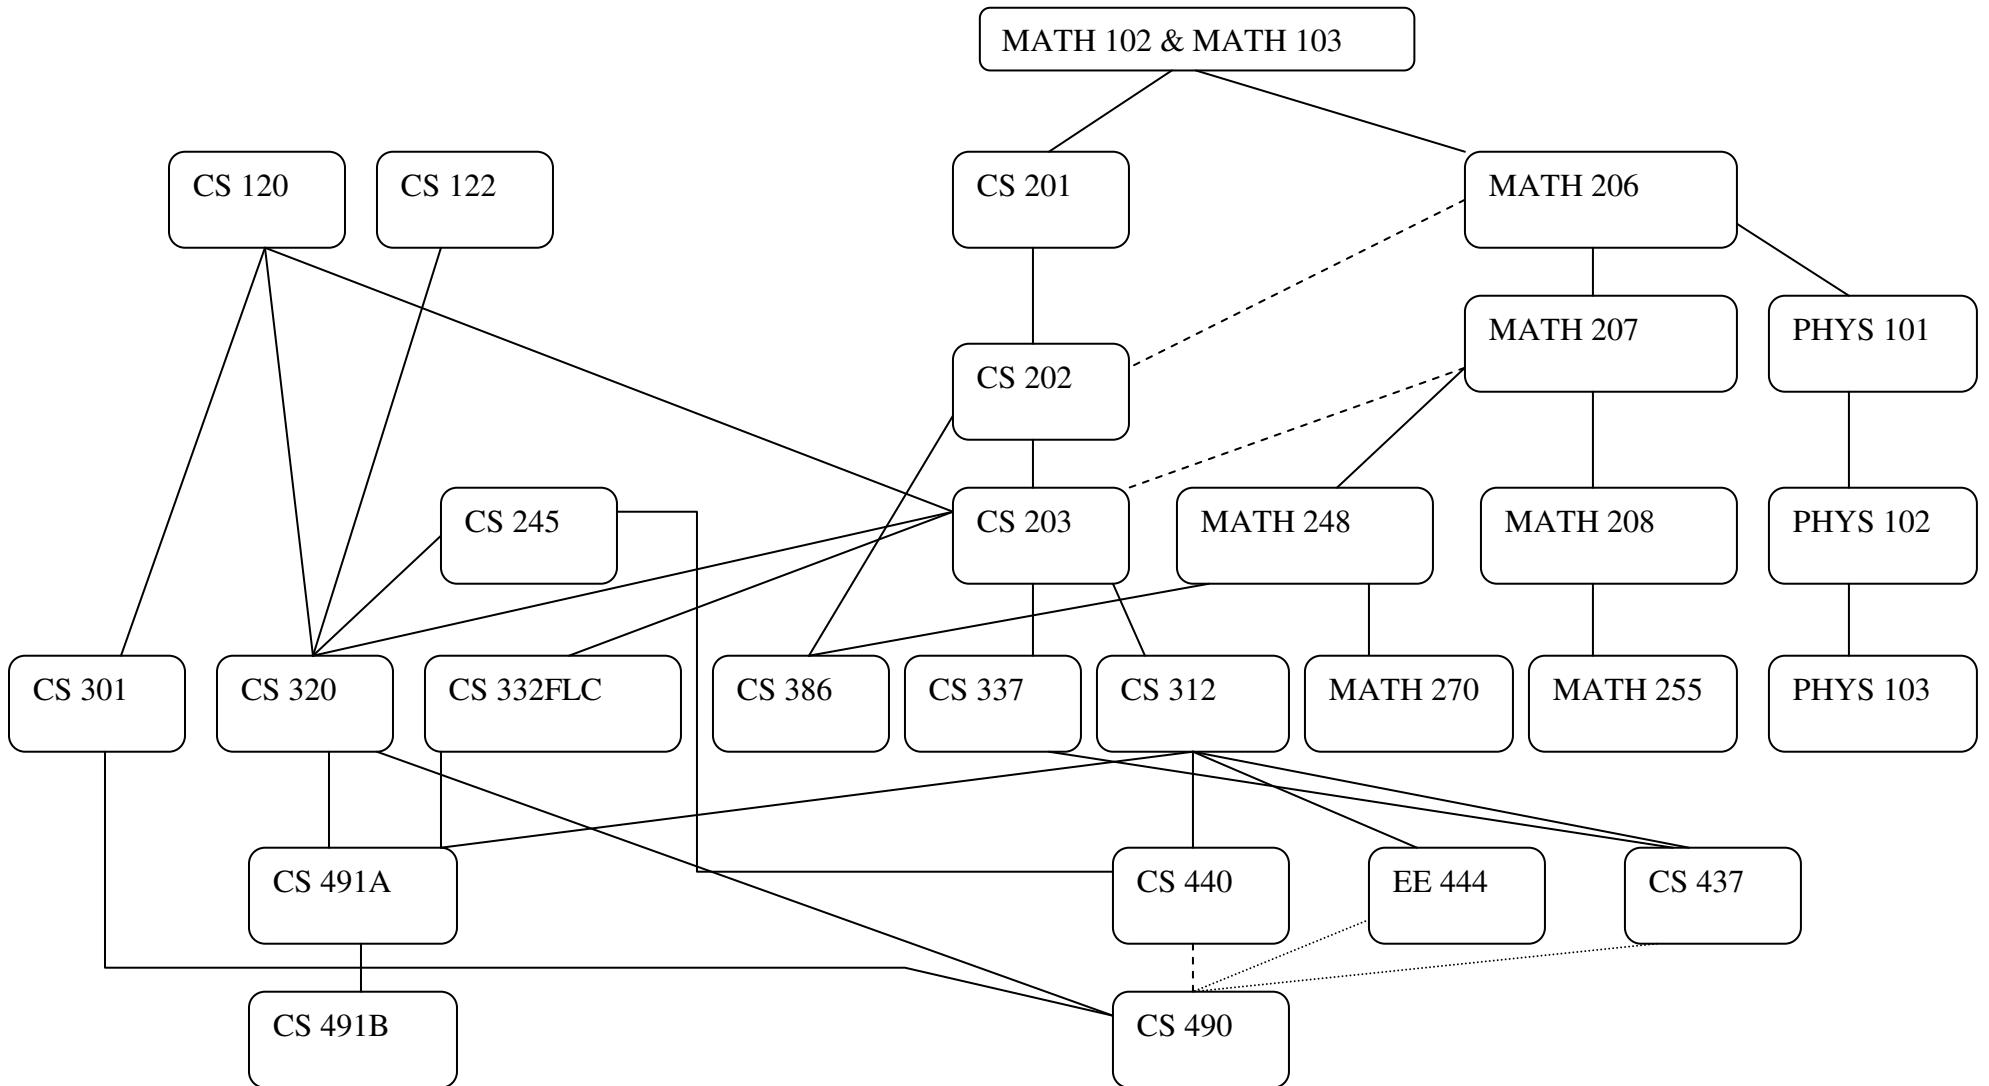 MATH 102 & MATH 103
CS 120
CS 122
CS 201
MATH 206
MATH 207
PHYS 101
CS 202
CS 245
CS 203
MATH 248
MATH 208
PHYS 102
CS 301
CS 320
CS 332FLC
CS 386
CS 337
CS 312
MATH 270
MATH 255
PHYS 103
CS 491A
CS 440
EE 444
CS 437
CS 491B
CS 490